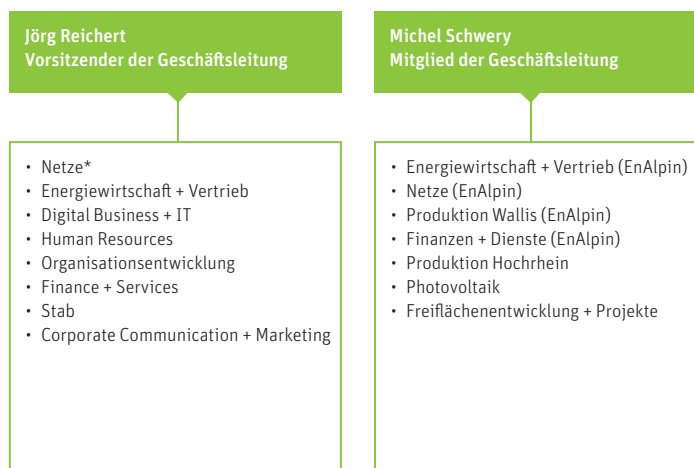 Jörg Reichert
Vorsitzender der Geschäftsleitung
• Netze*
• Energiewirtschaft + Vertrieb
• Digital Business + IT
• Human Resources
• Organisationsentwicklung
• Finance + Services
• Stab
• Corporate Communication + Marketing
Michel Schwery
Mitglied der Geschäftsleitung
• Energiewirtschaft + Vertrieb (EnAlpin)
• Netze (EnAlpin)
• Produktion Wallis (EnAlpin)
• Finanzen + Dienste (EnAlpin)
• Produktion Hochrhein
• Photovoltaik
• Freiflächenentwicklung + Projekte